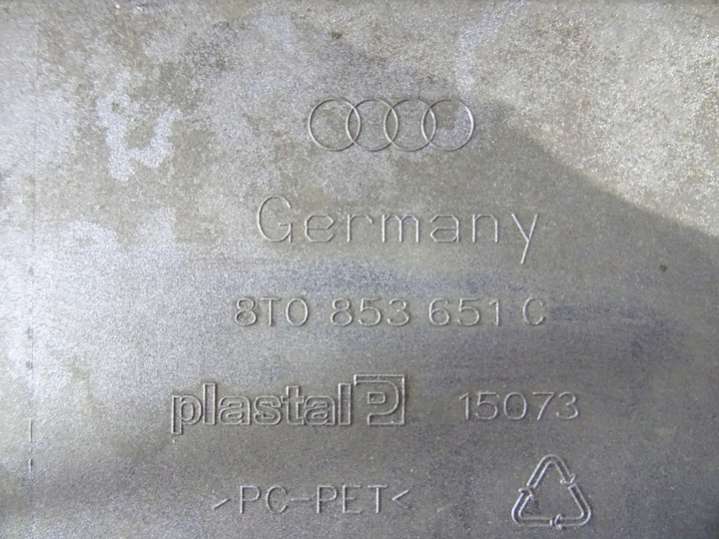 Germany
8T0 853 651 C
plastal P 15073
>PC-PET<